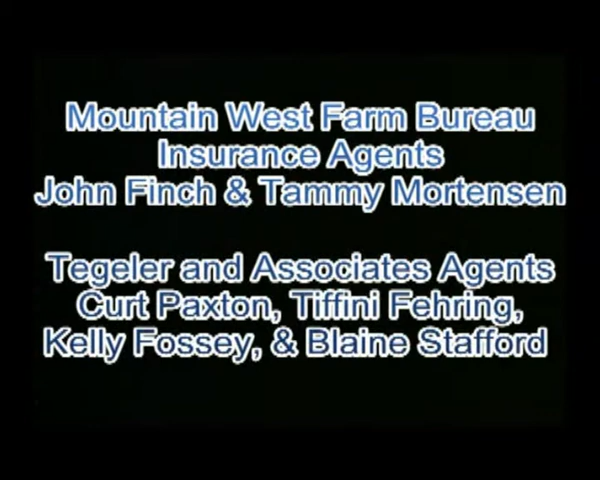 Mountain West Farm Bureau
Insurance Agents
John Finch & Tammy Mortensen
Tegeler and Associates Agents
Curt Paxton, Tiffini Fehring,
Kelly Fossey, & Blaine Stafford